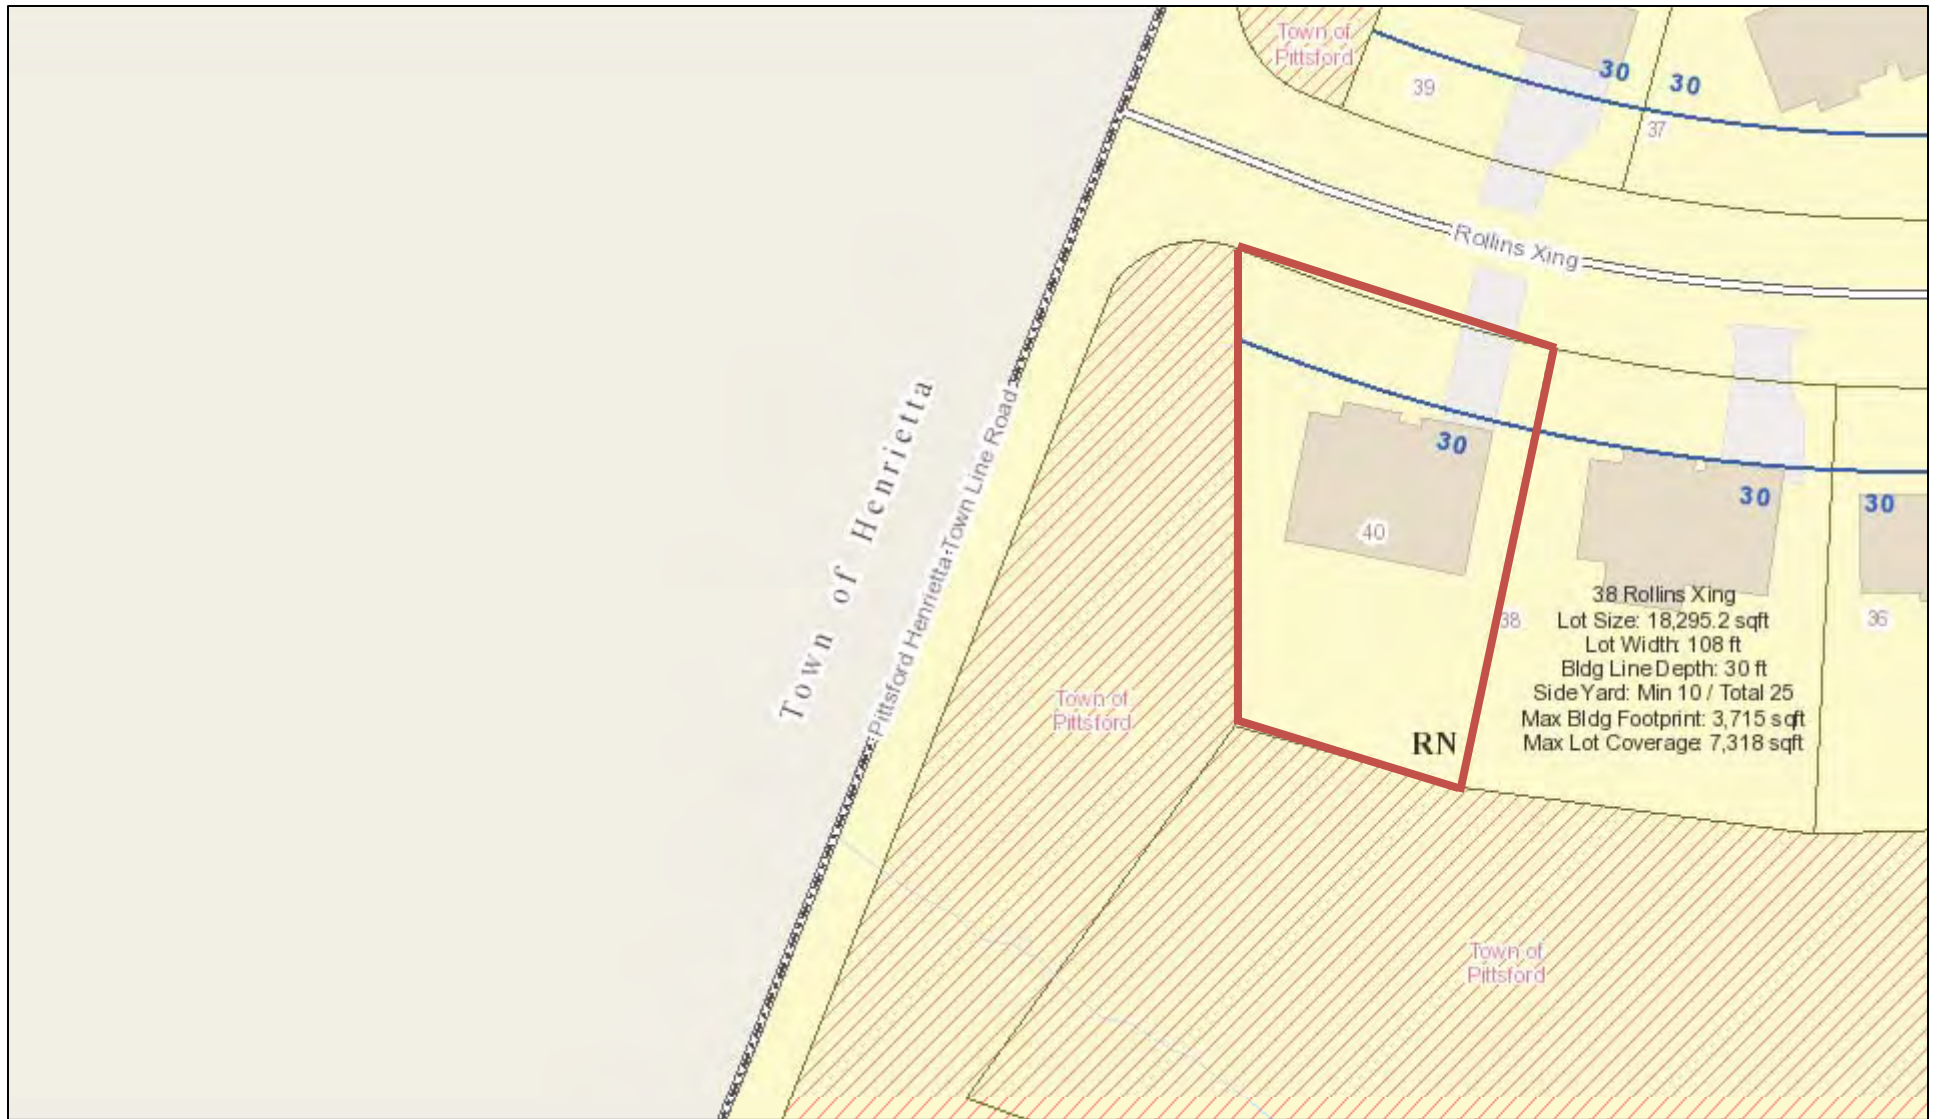 Town of
Pittsford
39
30
30
37
Rollins Xing
Town of Henrietta
Pittsford Henrietta Town Line Road
30
40
30
30
38
36
38 Rollins Xing
Lot Size: 18,295.2 sqft
Lot Width: 108 ft
Bldg Line Depth: 30 ft
Side Yard: Min 10 / Total 25
Max Bldg Footprint: 3,715 sqft
Max Lot Coverage: 7,318 sqft
RN
Town of
Pittsford
Town of
Pittsford